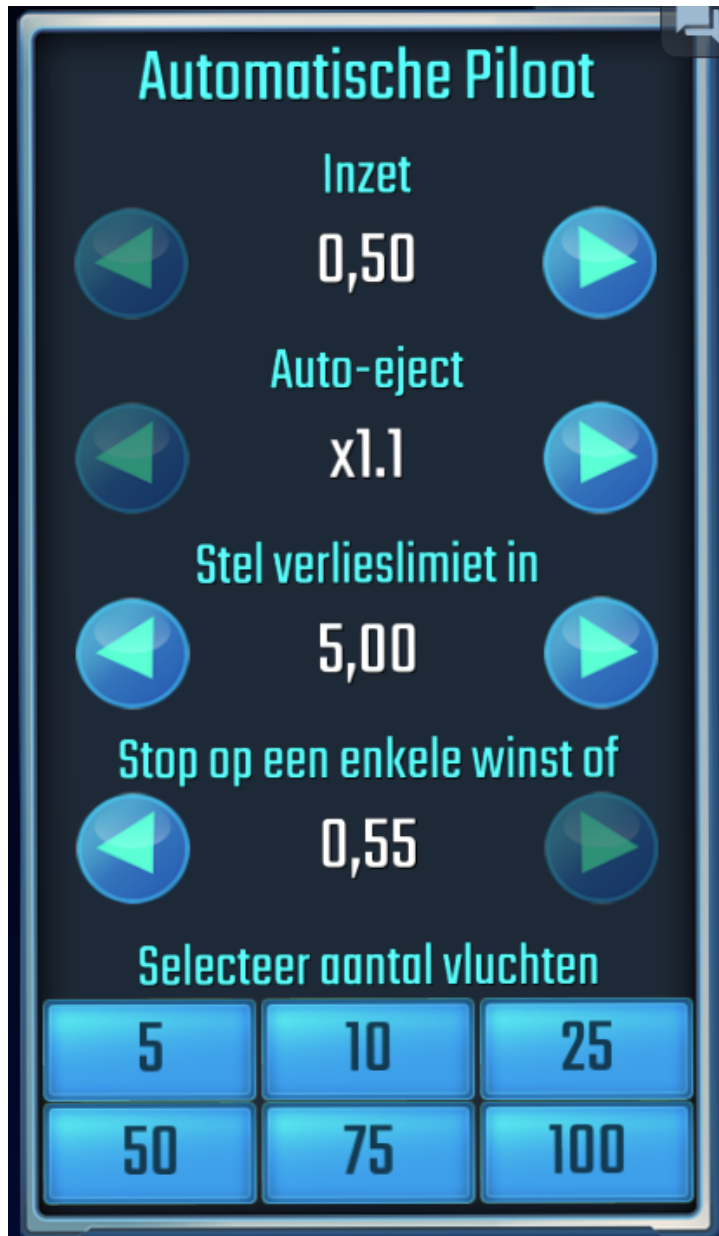 Automatische Piloot
Inzet
0,50
Auto-eject
x1.1
Stel verlieslimiet in
5,00
Stop op een enkele winst of
0,55
Selecteer aantal vluchten
5 10 25
50 75 100